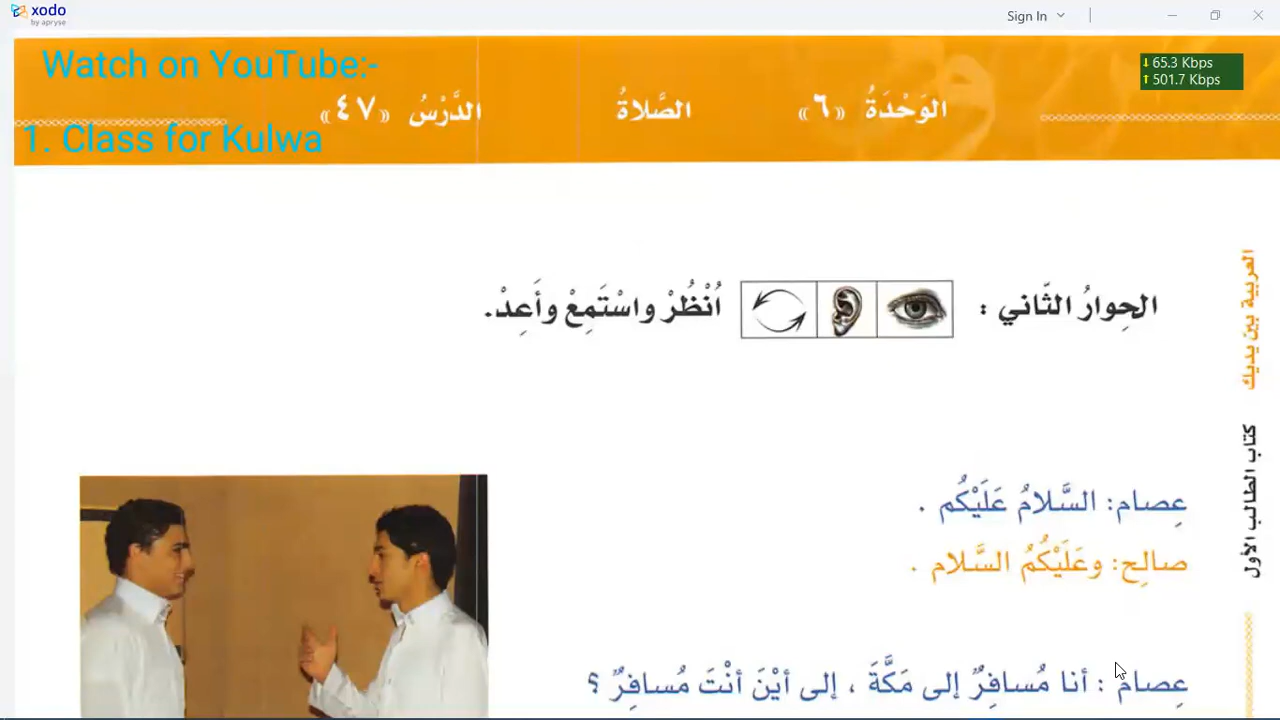 xodo
by apryse
Sign In
Watch on YouTube:-
1. Class for Kulwa
65.3 Kbps
501.7 Kbps
الوَحْدَةُ «٦» الصَّلاةُ الدَّرْسُ «٤٧»
الحِوارُ الثّاني : اُنْظُرْ واسْتَمِعْ وأَعِدْ.
العربية بين يديك
كتاب الطالب الأول
عِصام: السَّلامُ عَلَيْكُم .
صالِح: وعَلَيْكُمُ السَّلام .
عِصام : أنا مُسافِرٌ إلى مَكَّةَ ، إلى أيْنَ أنْتَ مُسافِرٌ ؟